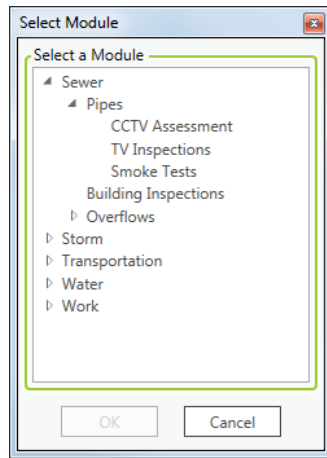 Select Module
Select a Module
Sewer
Pipes
CCTV Assessment
TV Inspections
Smoke Tests
Building Inspections
Overflows
Storm
Transportation
Water
Work
OK Cancel